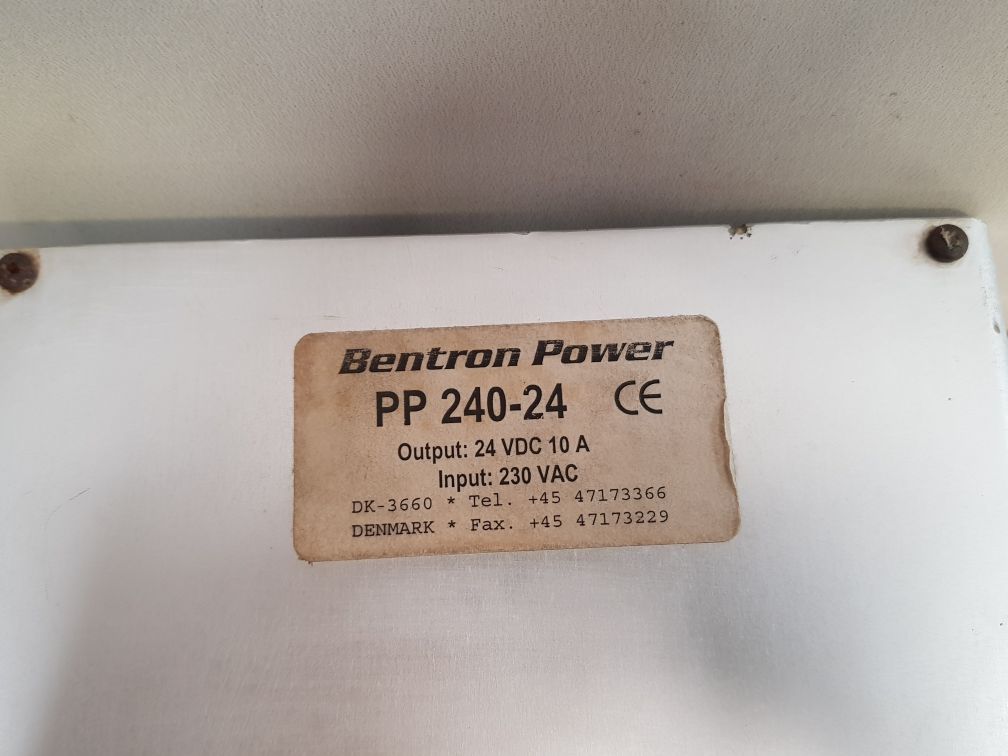 Bentron Power
PP 240-24 CE
Output: 24 VDC 10 A
Input: 230 VAC
DK-3660 * Tel. +45 47173366
DENMARK * Fax. +45 47173229